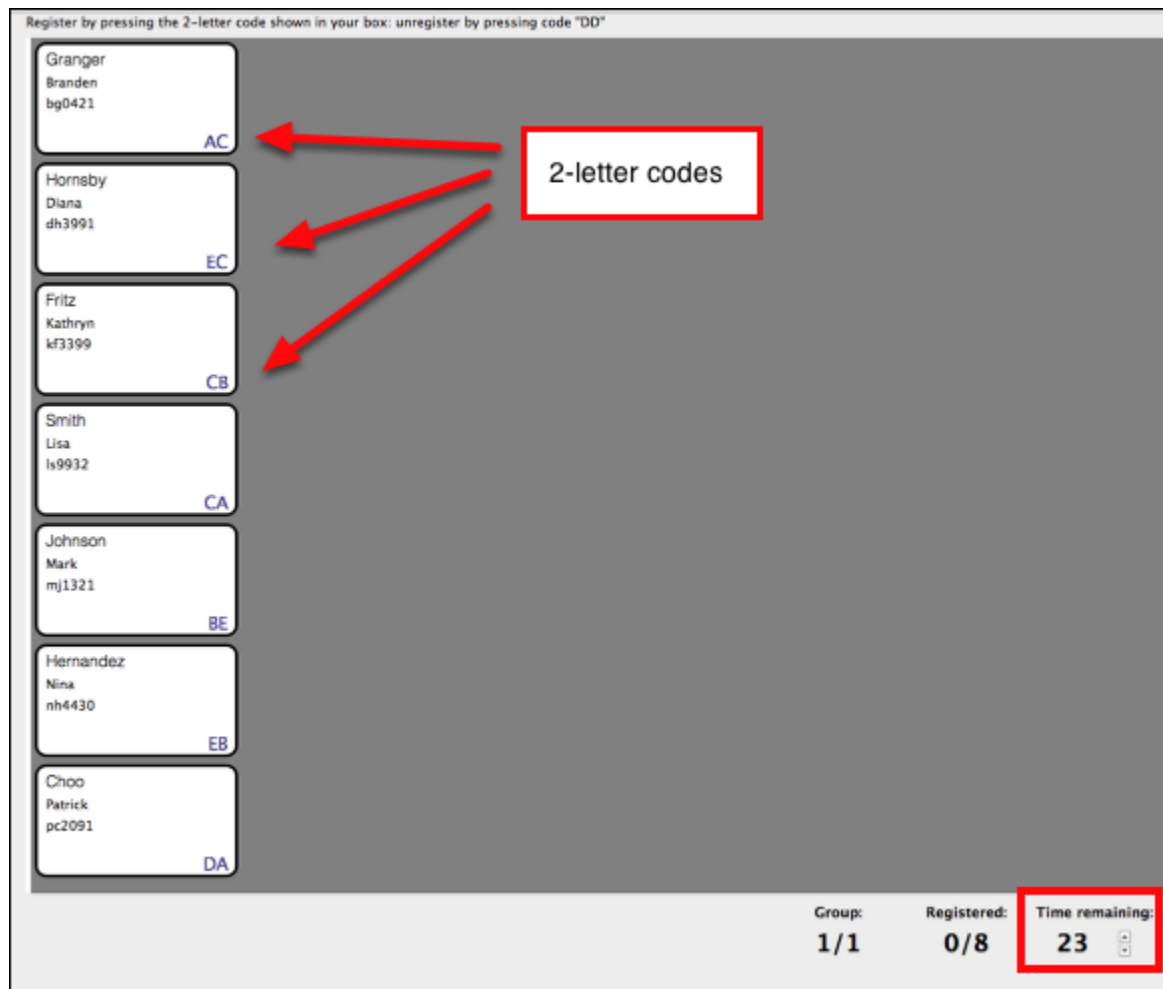 Register by pressing the 2-letter code shown in your box: unregister by pressing code "DD"
Granger
Branden
bg0421
AC
2-letter codes
Hornsby
Diana
dh3991
EC
Fritz
Kathryn
kf3399
CB
Smith
Lisa
ls9932
CA
Johnson
Mark
mj1321
BE
Hernandez
Nina
nh4430
EB
Choo
Patrick
pc2091
DA
Group: Registered: Time remaining:
1/1 0/8 23